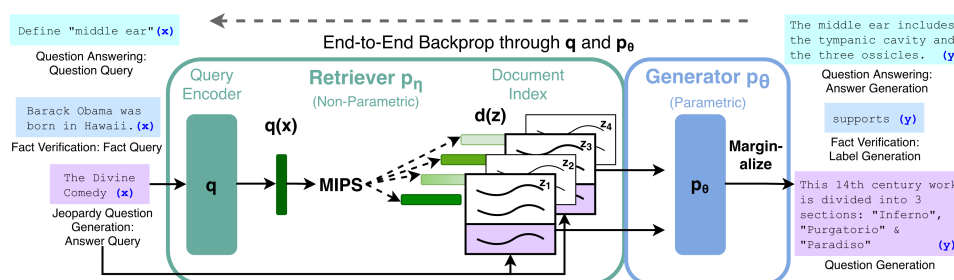 Define "middle ear" (x)
Question Answering:
Question Query
Barack Obama was
born in Hawaii. (x)
Fact Verification: Fact Query
The Divine
Comedy (x)
Jeopardy Question
Generation:
Answer Query
End-to-End Backprop through q and pθ
Query
Encoder
Retriever pη
(Non-Parametric)
Document
Index
q
q(x)
MIPS
d(z)
z4
z3
z2
z1
Generator pθ
(Parametric)
pθ
Margin-
alize
The middle ear includes
the tympanic cavity and
the three ossicles. (y)
Question Answering:
Answer Generation
supports (y)
Fact Verification:
Label Generation
This 14th century work
is divided into 3
sections: "Inferno",
"Purgatorio" &
"Paradiso" (y)
Question Generation